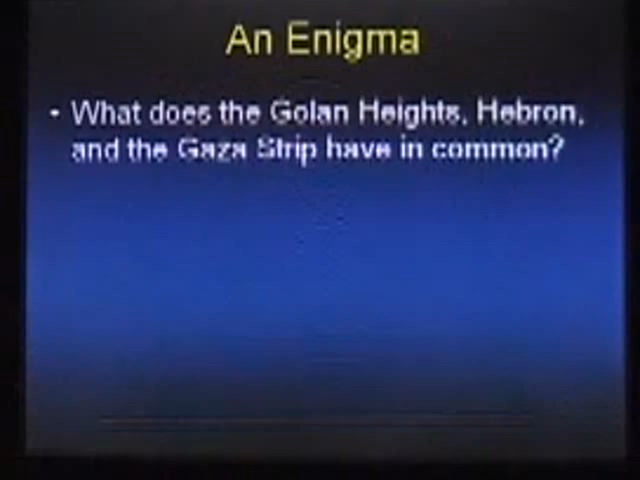 An Enigma
• What does the Golan Heights, Hebron,
and the Gaza Strip have in common?